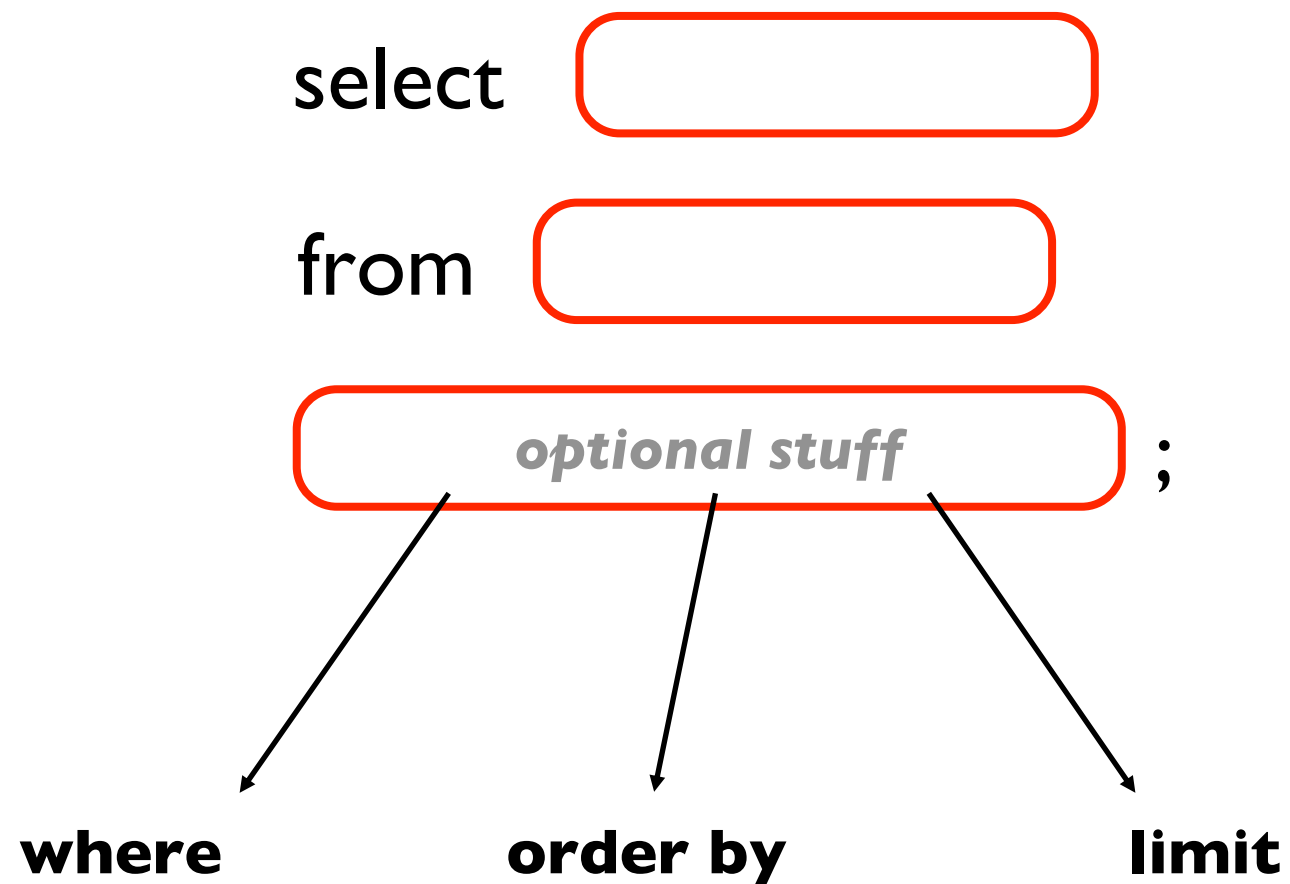 select
from
optional stuff ;
where order by limit